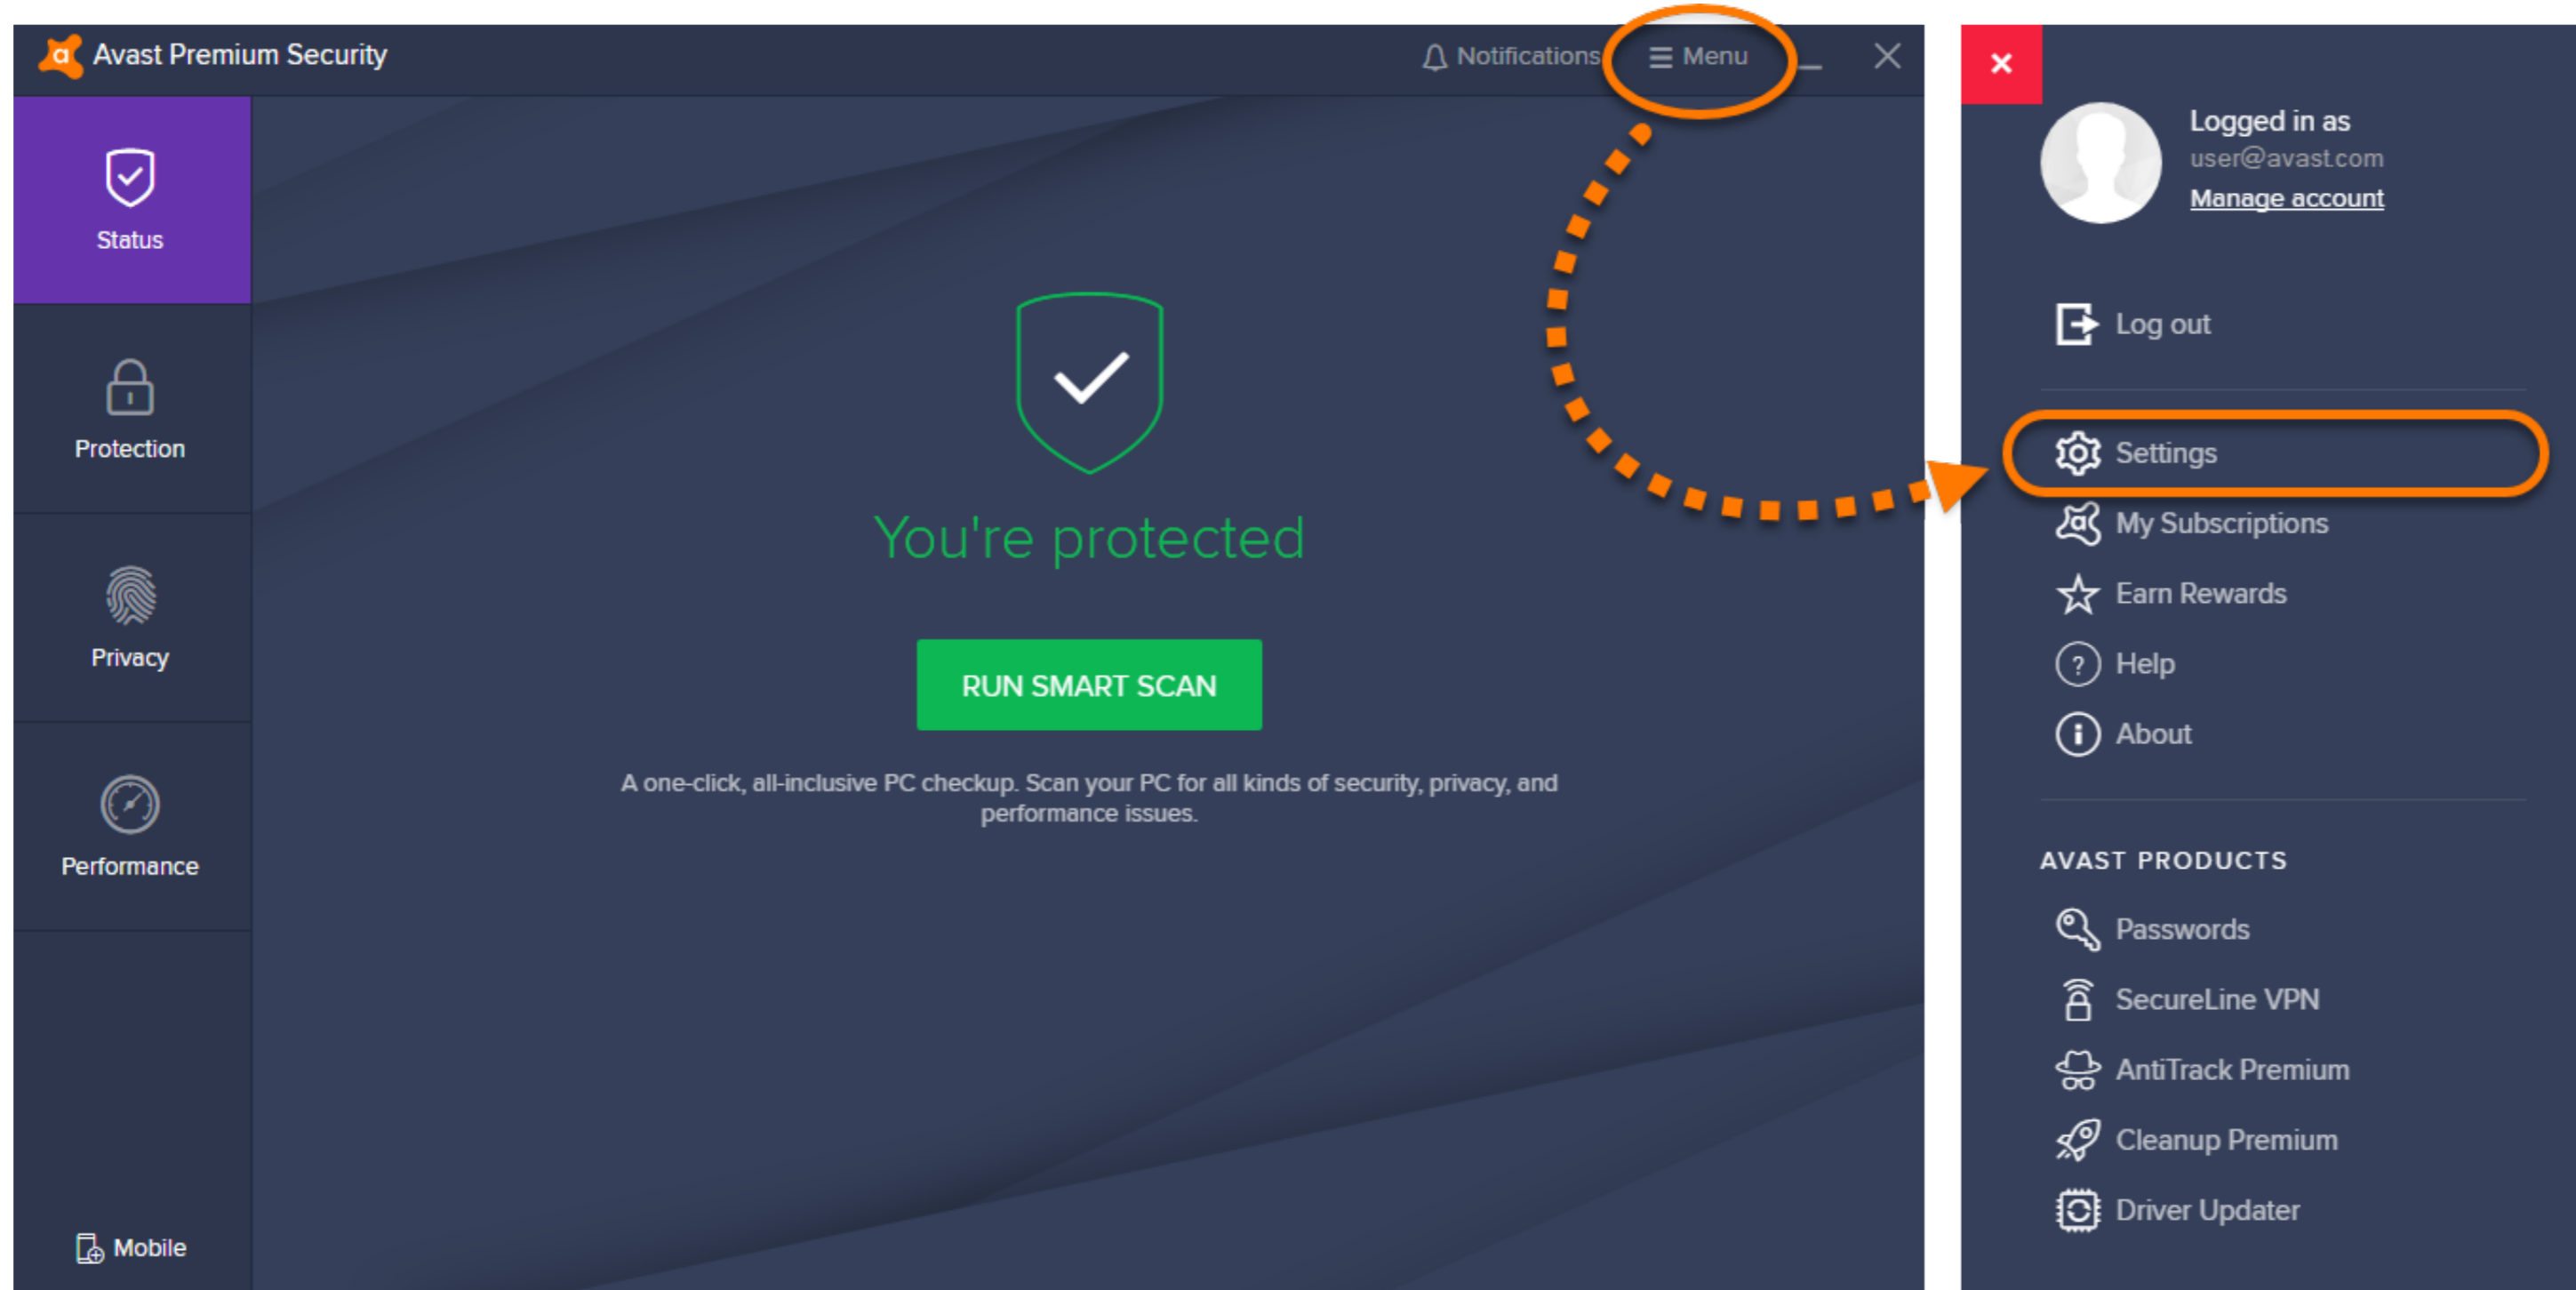 Avast Premium Security
Notifications
Menu
Status
Protection
Privacy
Performance
Mobile
You're protected
RUN SMART SCAN
A one-click, all-inclusive PC checkup. Scan your PC for all kinds of security, privacy, and
performance issues.
Logged in as
user@avast.com
Manage account
Log out
Settings
My Subscriptions
Earn Rewards
Help
About
AVAST PRODUCTS
Passwords
SecureLine VPN
AntiTrack Premium
Cleanup Premium
Driver Updater